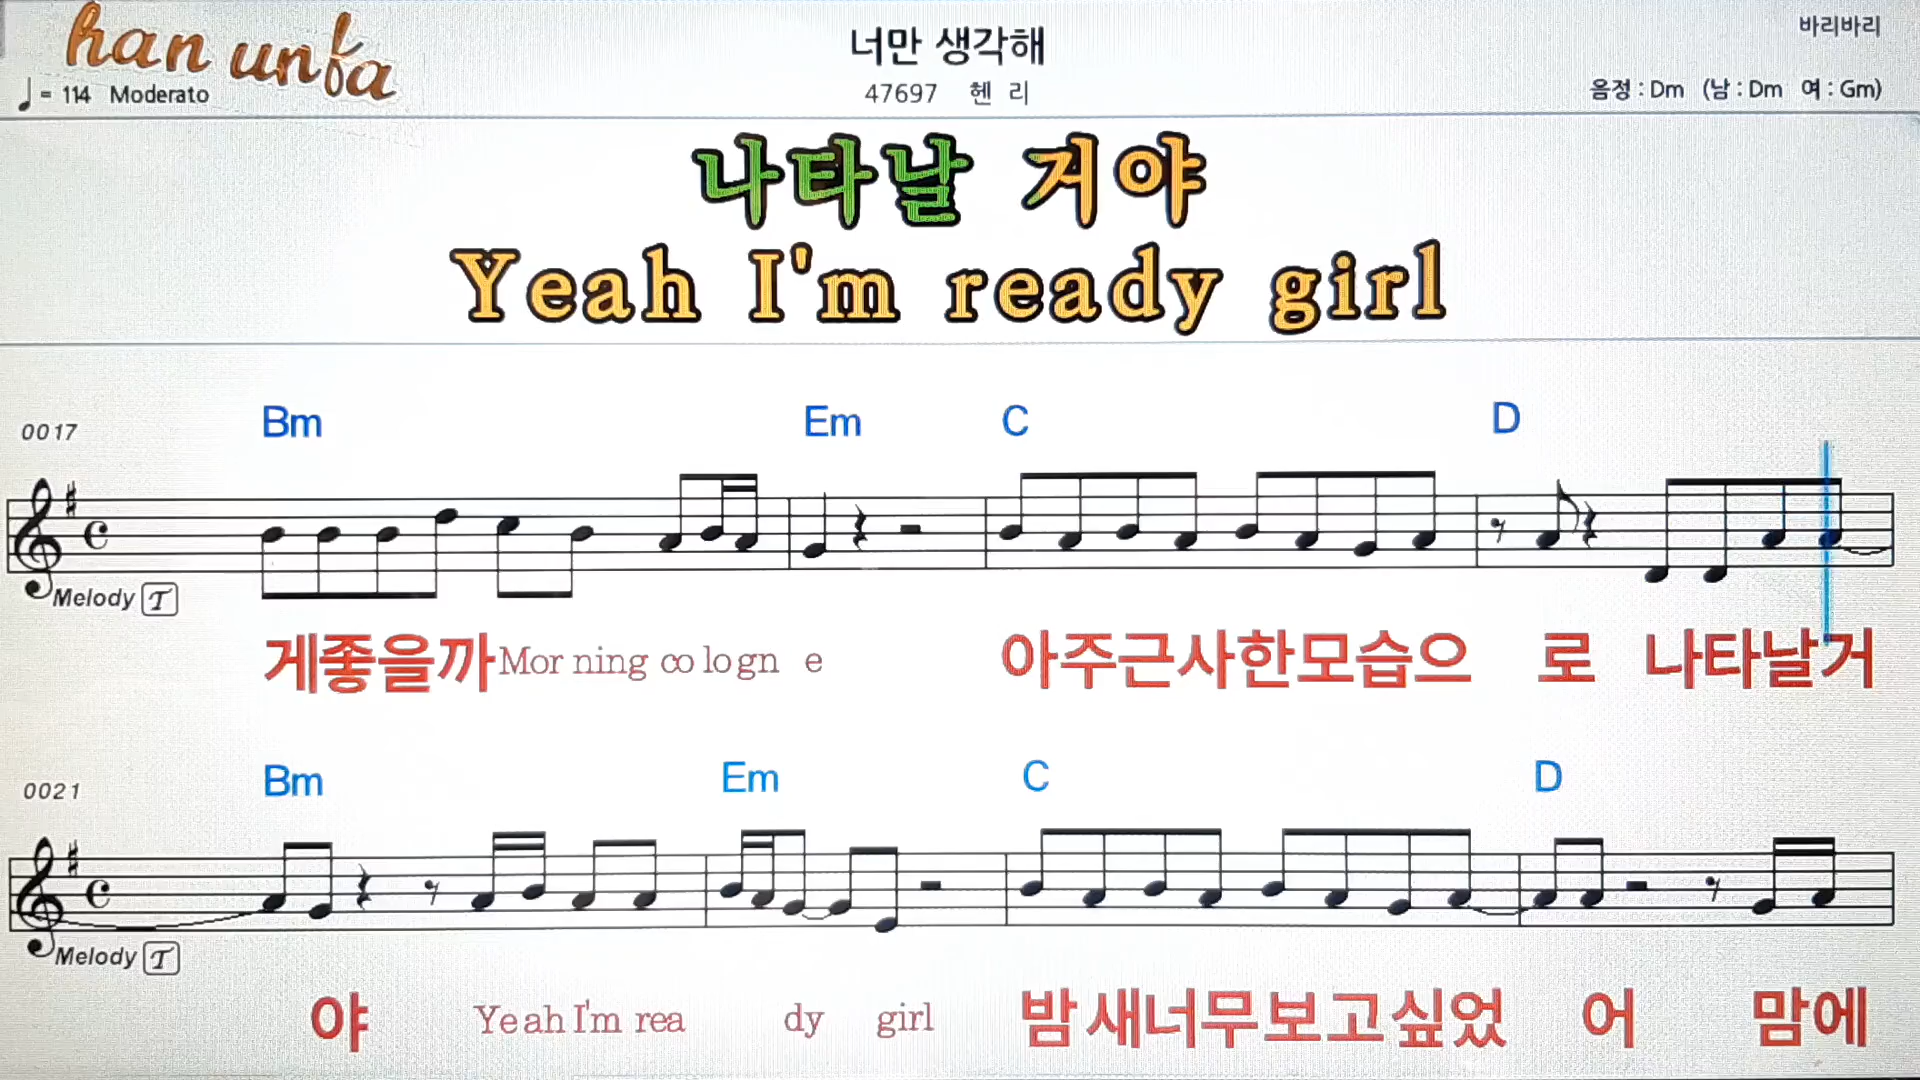 han unfa
너만 생각해
바리바리
♩ = 114 Moderato
47697 헨 리
음정 : Dm (남 : Dm 여 : Gm)
나타날 거야
Yeah I'm ready girl
0017 Bm Em C D
Melody T
게좋을까Mor ning co logn e 아주근사한모습으 로 나타날거
0021 Bm Em C D
Melody T
야 Yeah I'm rea dy girl 밤새너무보고싶었 어 맘에